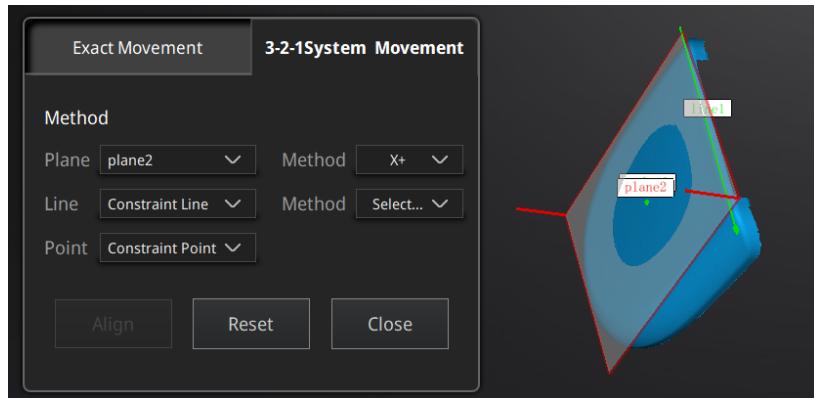 Exact Movement
3-2-1System Movement
Method
Plane plane2 Method X+
Line Constraint Line Method Select...
Point Constraint Point
Align Reset Close
line1
plane2